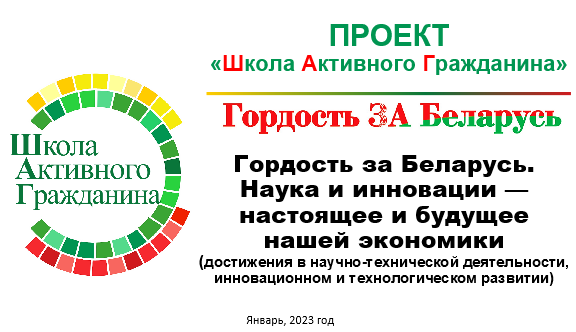 ПРОЕКТ
«Школа Активного Гражданина»
Гордость ЗА Беларусь
Школа
Активного
Гражданина
Гордость за Беларусь.
Наука и инновации —
настоящее и будущее
нашей экономики
(достижения в научно-технической деятельности,
инновационном и технологическом развитии)
Январь, 2023 год